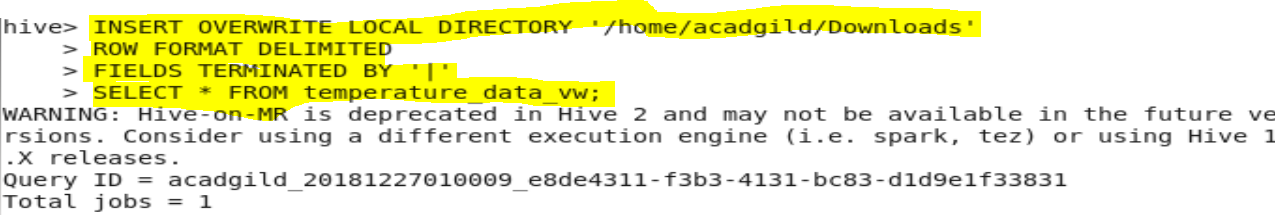 hive> INSERT OVERWRITE LOCAL DIRECTORY '/home/acadgild/Downloads'
    > ROW FORMAT DELIMITED
    > FIELDS TERMINATED BY '|'
    > SELECT * FROM temperature_data_vw;
WARNING: Hive-on-MR is deprecated in Hive 2 and may not be available in the future ve
rsions. Consider using a different execution engine (i.e. spark, tez) or using Hive 1
.X releases.
Query ID = acadgild_20181227010009_e8de4311-f3b3-4131-bc83-d1d9e1f33831
Total jobs = 1